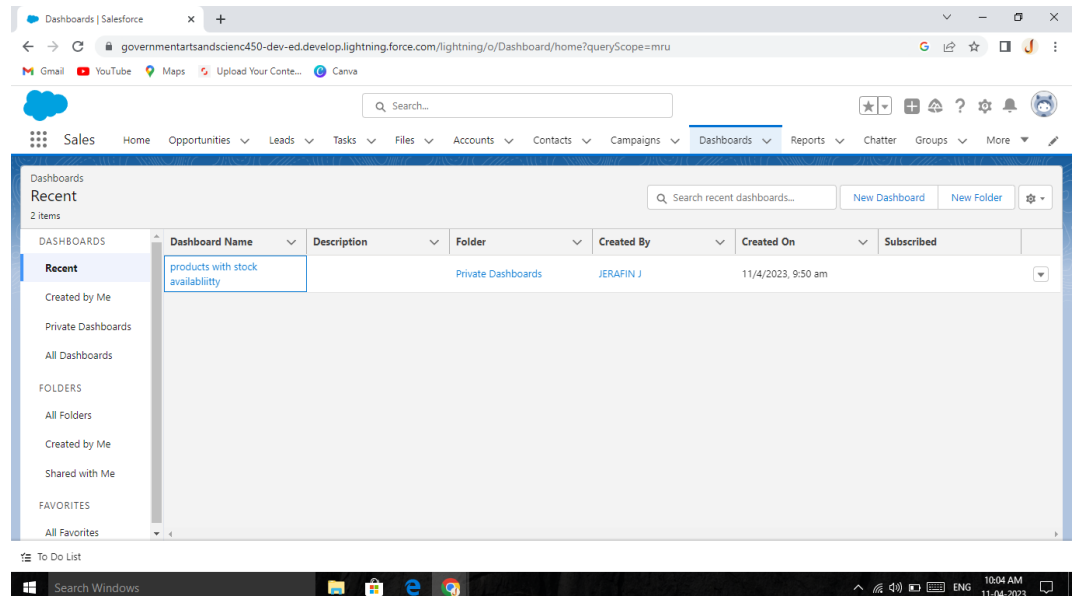 Dashboards | Salesforce
governmentartsandscienc450-dev-ed.develop.lightning.force.com/lightning/o/Dashboard/home?queryScope=mru
Gmail YouTube Maps Upload Your Conte... Canva
Search...
Sales Home Opportunities Leads Tasks Files Accounts Contacts Campaigns Dashboards Reports Chatter Groups More
Dashboards
Recent
2 items
Search recent dashboards... New Dashboard New Folder
DASHBOARDS Dashboard Name Description Folder Created By Created On Subscribed
Recent products with stock
availabliitty Private Dashboards JERAFIN J 11/4/2023, 9:50 am
Created by Me
Private Dashboards
All Dashboards
FOLDERS
All Folders
Created by Me
Shared with Me
FAVORITES
All Favorites
To Do List
Search Windows ENG 10:04 AM
11-04-2023